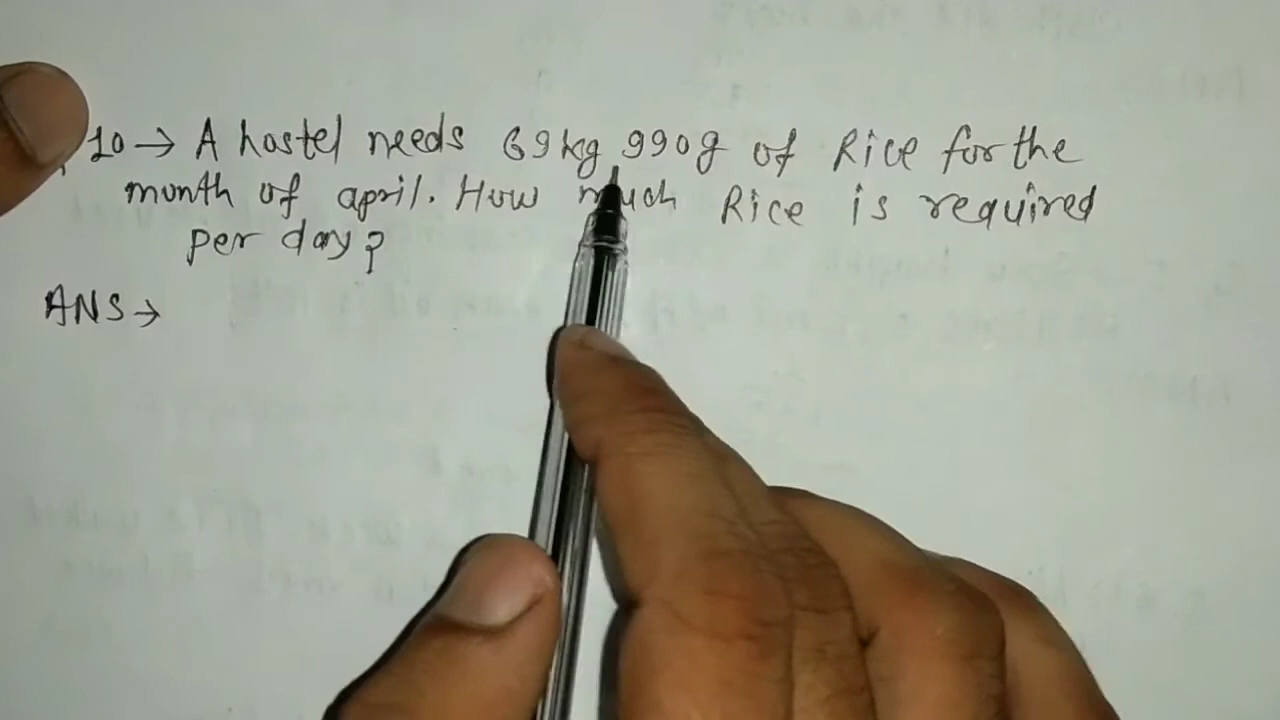 10 → A hostel needs 69kg 990g of Rice for the
month of april. How much Rice is required
per day?
ANS →